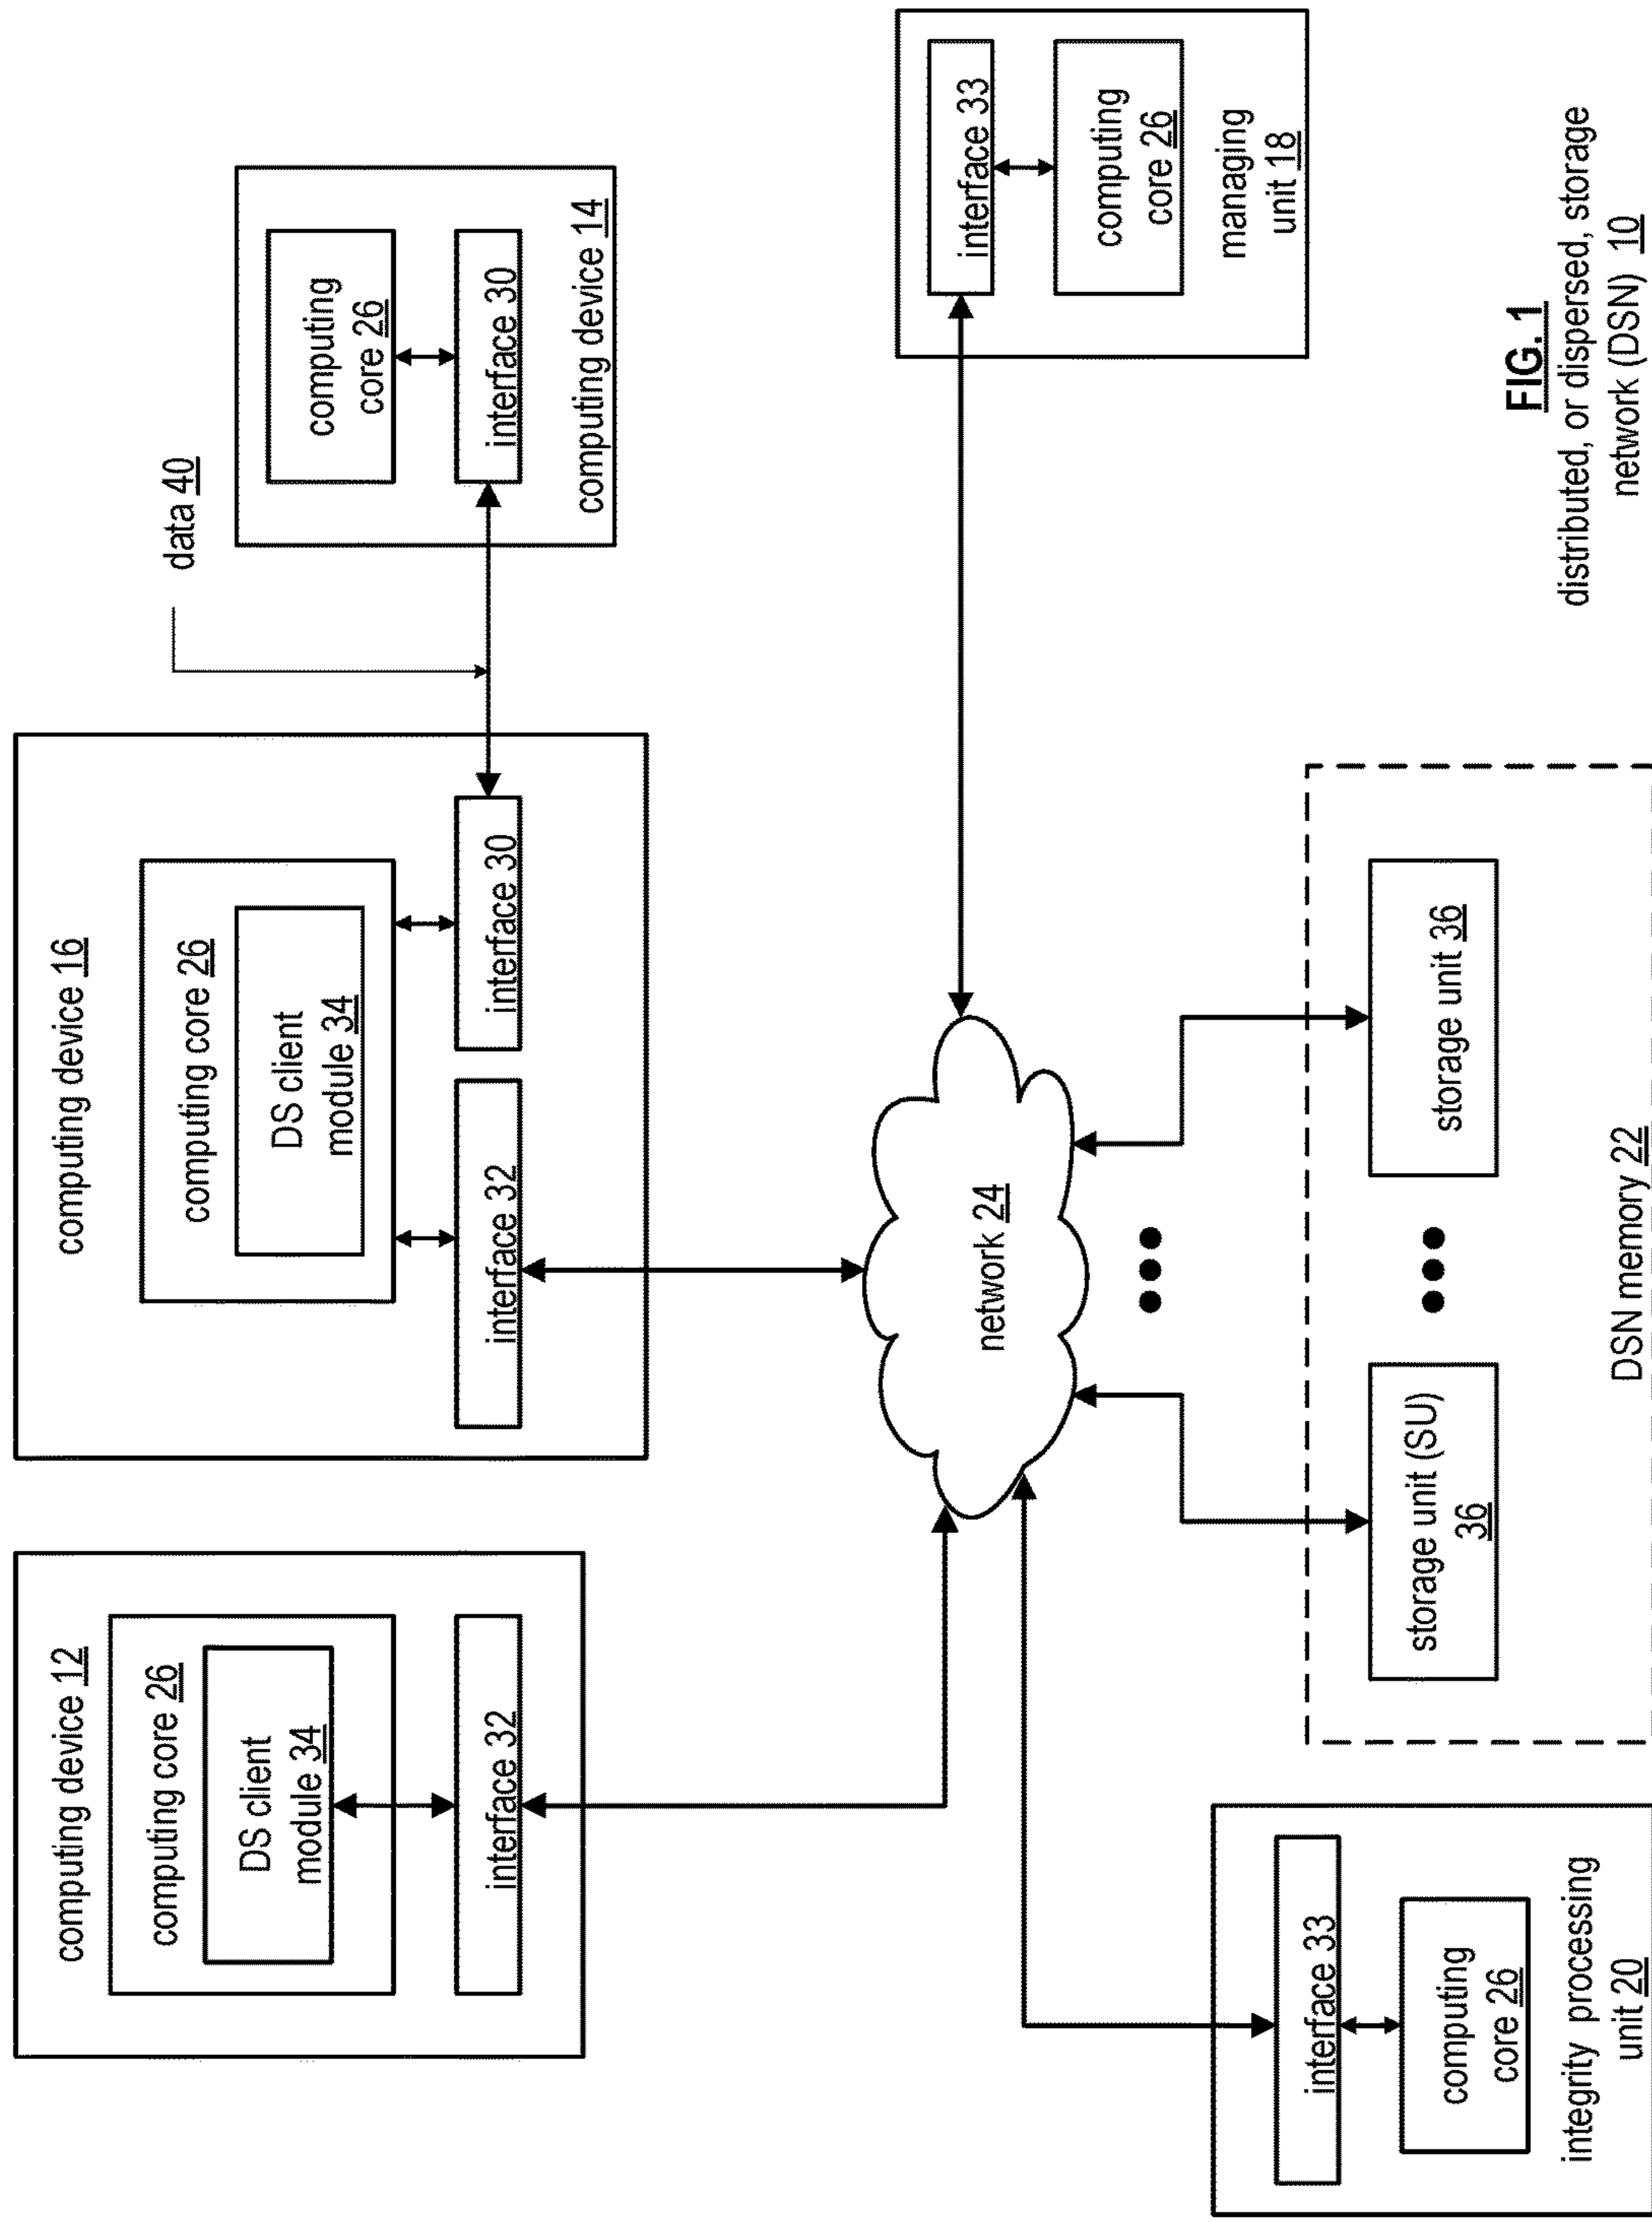 computing device 12
computing core 26
DS client
module 34
interface 32
computing device 16
computing core 26
DS client
module 34
interface 32
interface 30
data 40
computing
core 26
interface 30
computing device 14
network 24
interface 33
computing
core 26
managing
unit 18
interface 33
computing
core 26
integrity processing
unit 20
storage unit (SU)
36
storage unit 36
DSN memory 22
FIG. 1
distributed, or dispersed, storage
network (DSN) 10